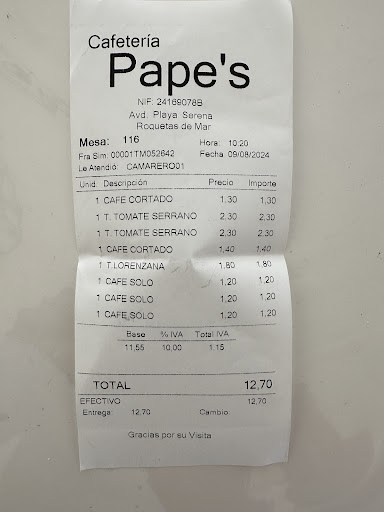 Cafetería
Pape's
NIF: 24169078B
Avd. Playa Serena
Roquetas de Mar
Mesa: 116 Hora: 10:20
Fra Sim: 00001TM052642 Fecha: 09/08/2024
Le Atendió: CAMARERO01
Unid. Descripción Precio Importe
1 CAFE CORTADO 1,30 1,30
1 T. TOMATE SERRANO 2,30 2,30
1 T. TOMATE SERRANO 2,30 2,30
1 CAFE CORTADO 1,40 1,40
1 T.LORENZANA 1,80 1,80
1 CAFE SOLO 1,20 1,20
1 CAFE SOLO 1,20 1,20
1 CAFE SOLO 1,20 1,20
Base % IVA Total IVA
11,55 10,00 1,15
TOTAL 12,70
EFECTIVO 12,70
Entrega: 12,70 Cambio:
Gracias por su Visita